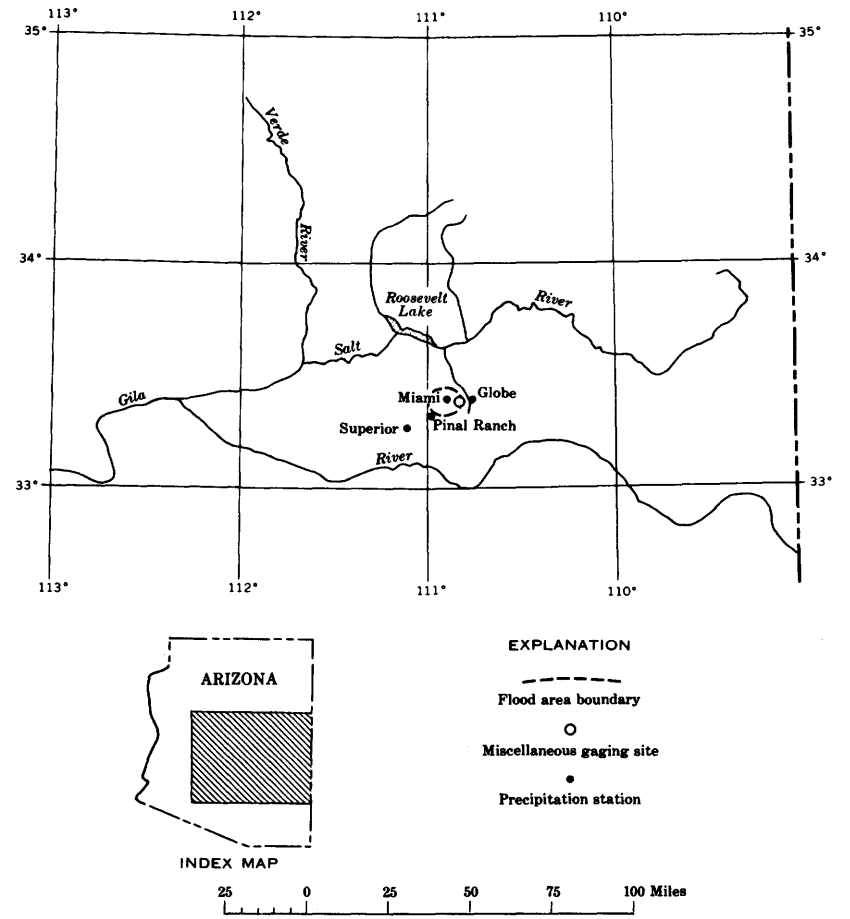 113° 112° 111° 110°
35° 35°
Verde
River
34° 34°
Roosevelt
Lake
River
Salt
Gila
Miami Globe
Superior Pinal Ranch
River
33° 33°
113° 112° 111° 110°
EXPLANATION
ARIZONA
Flood area boundary
Miscellaneous gaging site
Precipitation station
INDEX MAP
25 0 25 50 75 100 Miles